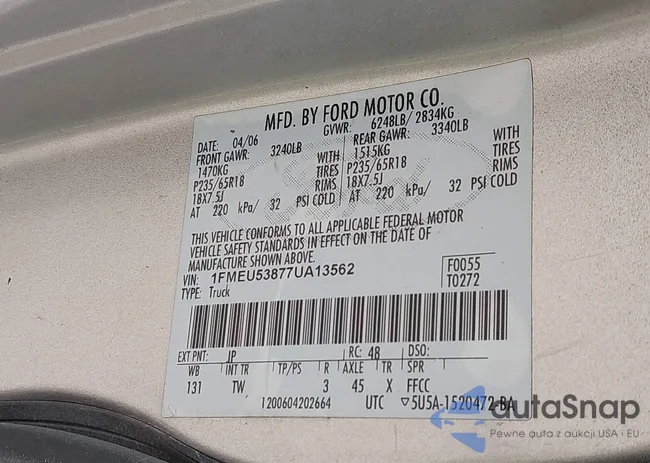 MFD. BY FORD MOTOR CO.
DATE: 04/06 GVWR: 6248LB/ 2834KG
FRONT GAWR: 3240LB REAR GAWR: 3340LB
1470KG WITH 1515KG WITH
P235/65R18 TIRES P235/65R18 TIRES
18X7.5J RIMS 18X7.5J RIMS
AT 220 kPa/ 32 PSI COLD AT 220 kPa/ 32 PSI COLD
THIS VEHICLE CONFORMS TO ALL APPLICABLE FEDERAL MOTOR
VEHICLE SAFETY STANDARDS IN EFFECT ON THE DATE OF
MANUFACTURE SHOWN ABOVE.
VIN: 1FMEU53877UA13562 F0055
TYPE: Truck T0272
EXT PNT: JP RC: 48 DSO:
WB INT TR TP/PS R AXLE TR SPR
131 TW 3 45 X FFCC
1200604202664 UTC 5U5A-1520472-BA
autaSnap
Pewne auta z aukcji USA i EU